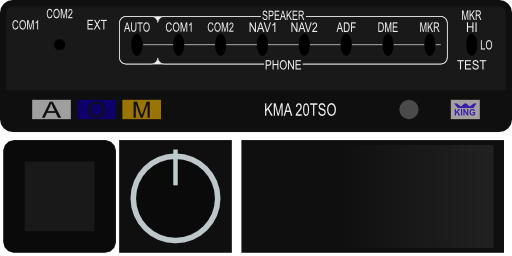 COM1 COM2 EXT
SPEAKER
AUTO COM1 COM2 NAV1 NAV2 ADF DME MKR
PHONE
MKR
HI
LO
TEST
A M
KMA 20TSO
KING